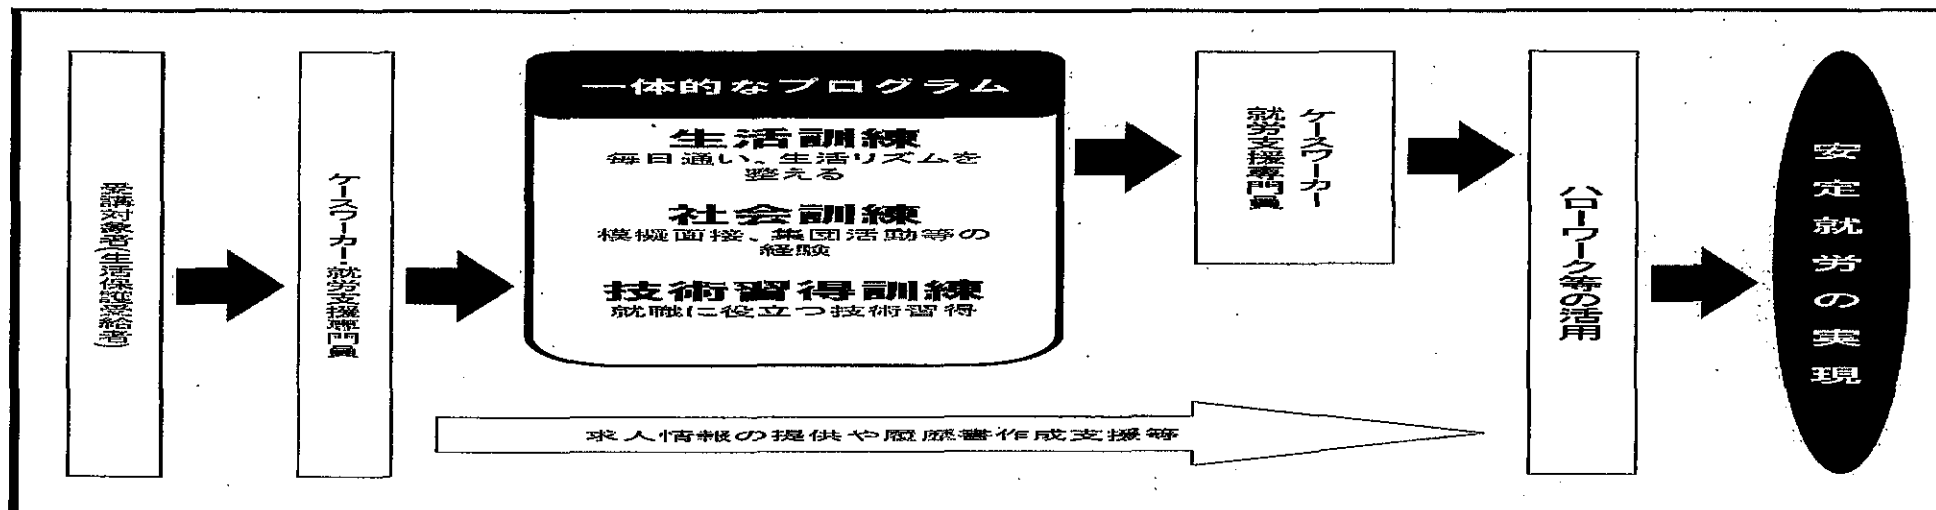 受講対象者(生活保護受給者)
ケースワーカー・就労支援専門員
一体的なプログラム
生活訓練
毎日通い、生活リズムを
整える
社会訓練
模擬面接、集団活動等の
経験
技術習得訓練
就職に役立つ技術習得
ケースワーカー
就労支援専門員
ハローワーク等の活用
安定就労の実現
求人情報の提供や履歴書作成支援等